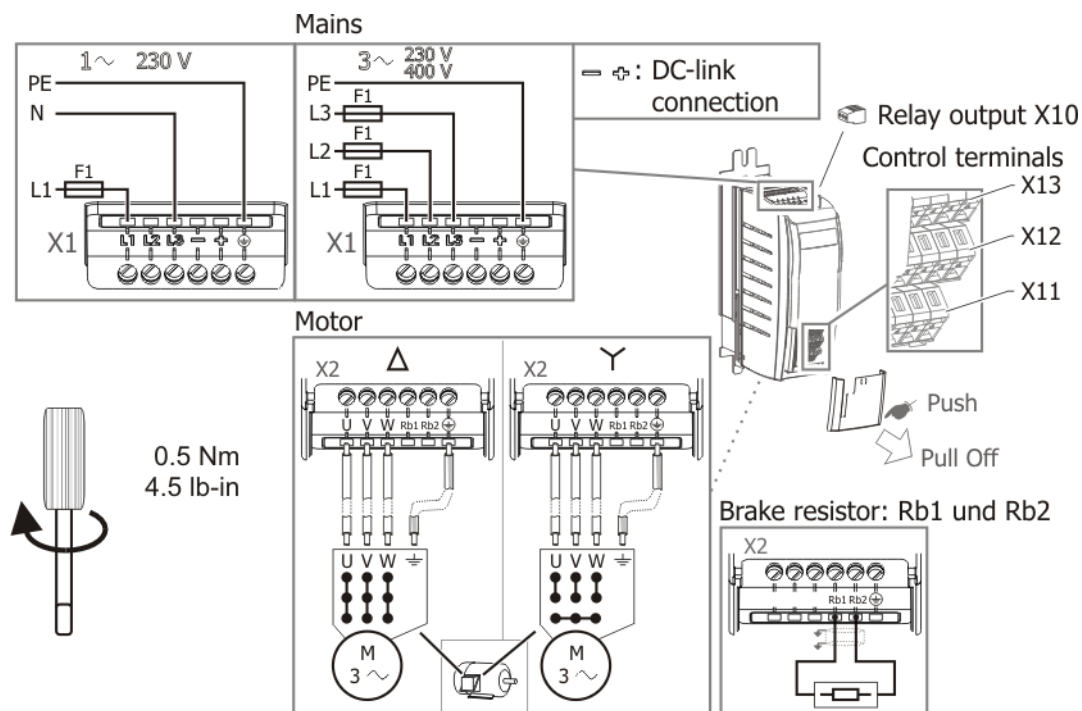 Mains
1∼ 230 V
PE
N
L1
F1
X1
L1 L2 L3 − +
3∼ 230 V
400 V
PE
F1
L3
F1
L2
F1
L1
X1
L1 L2 L3 − +
− + : DC-link
connection
Relay output X10
Control terminals
X13
X12
X11
Push
Pull Off
0.5 Nm
4.5 lb-in
Motor
Δ
X2
U V W Rb1 Rb2
U V W
M
3∼
Y
X2
U V W Rb1 Rb2
U V W
M
3∼
Brake resistor: Rb1 und Rb2
X2
Rb1 Rb2